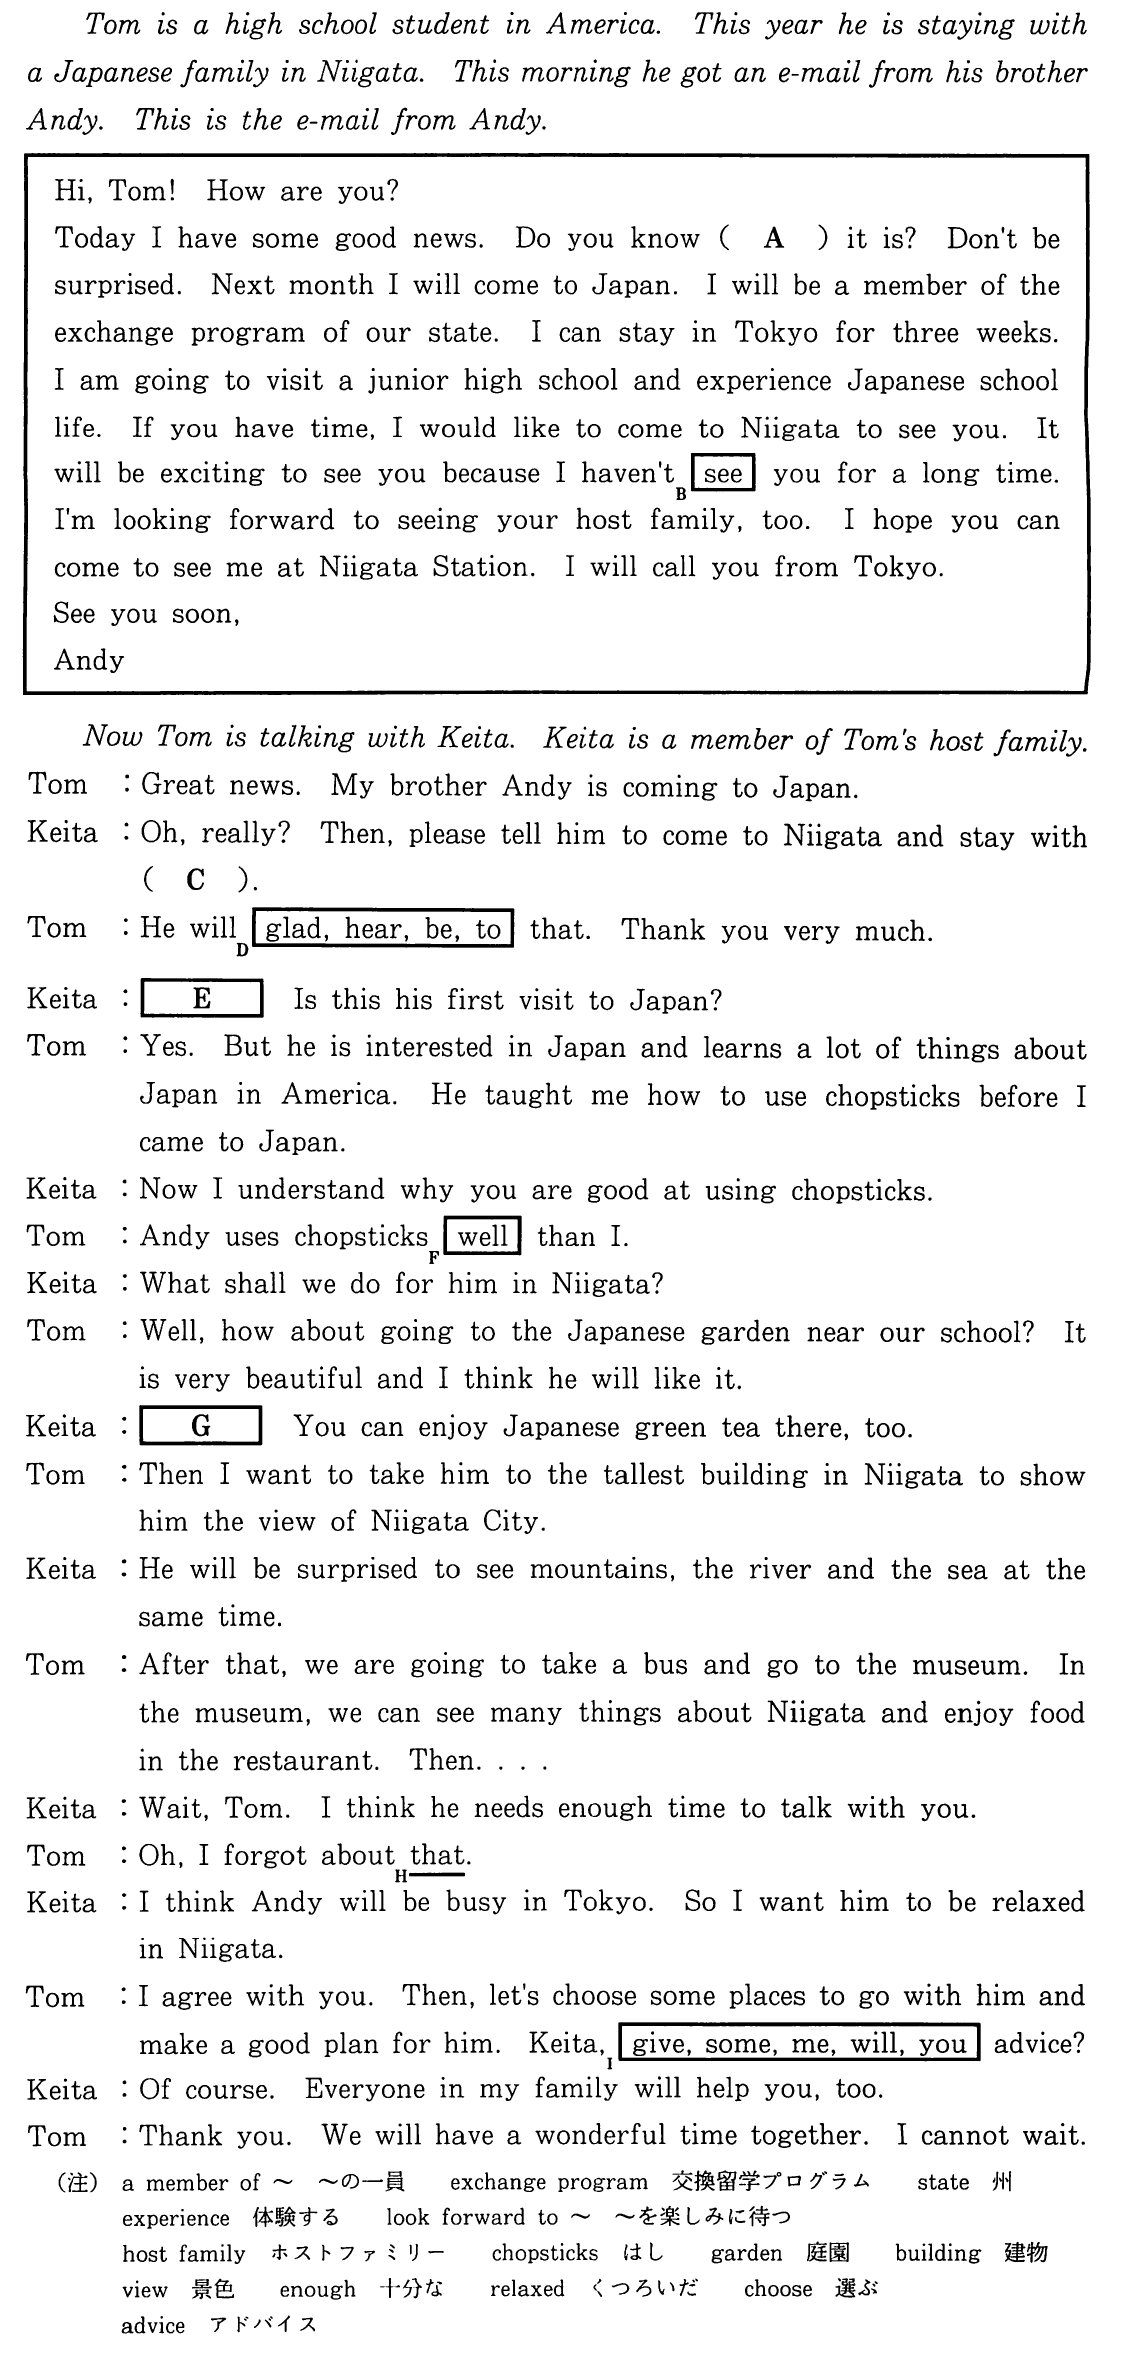 Tom is a high school student in America. This year he is staying with
a Japanese family in Niigata. This morning he got an e-mail from his brother
Andy. This is the e-mail from Andy.
Hi, Tom! How are you?
Today I have some good news. Do you know ( A ) it is? Don't be
surprised. Next month I will come to Japan. I will be a member of the
exchange program of our state. I can stay in Tokyo for three weeks.
I am going to visit a junior high school and experience Japanese school
life. If you have time, I would like to come to Niigata to see you. It
will be exciting to see you because I haven't B see you for a long time.
I'm looking forward to seeing your host family, too. I hope you can
come to see me at Niigata Station. I will call you from Tokyo.
See you soon,
Andy
Now Tom is talking with Keita. Keita is a member of Tom's host family.
Tom : Great news. My brother Andy is coming to Japan.
Keita : Oh, really? Then, please tell him to come to Niigata and stay with
( C ).
Tom : He will D glad, hear, be, to that. Thank you very much.
Keita : E Is this his first visit to Japan?
Tom : Yes. But he is interested in Japan and learns a lot of things about
Japan in America. He taught me how to use chopsticks before I
came to Japan.
Keita : Now I understand why you are good at using chopsticks.
Tom : Andy uses chopsticks F well than I.
Keita : What shall we do for him in Niigata?
Tom : Well, how about going to the Japanese garden near our school? It
is very beautiful and I think he will like it.
Keita : G You can enjoy Japanese green tea there, too.
Tom : Then I want to take him to the tallest building in Niigata to show
him the view of Niigata City.
Keita : He will be surprised to see mountains, the river and the sea at the
same time.
Tom : After that, we are going to take a bus and go to the museum. In
the museum, we can see many things about Niigata and enjoy food
in the restaurant. Then. . . .
Keita : Wait, Tom. I think he needs enough time to talk with you.
Tom : Oh, I forgot about H that.
Keita : I think Andy will be busy in Tokyo. So I want him to be relaxed
in Niigata.
Tom : I agree with you. Then, let's choose some places to go with him and
make a good plan for him. Keita, I give, some, me, will, you advice?
Keita : Of course. Everyone in my family will help you, too.
Tom : Thank you. We will have a wonderful time together. I cannot wait.
(注) a member of ~ ~の一員 exchange program 交換留学プログラム state 州
experience 体験する look forward to ~ ~を楽しみに待つ
host family ホストファミリー chopsticks はし garden 庭園 building 建物
view 景色 enough 十分な relaxed くつろいだ choose 選ぶ
advice アドバイス